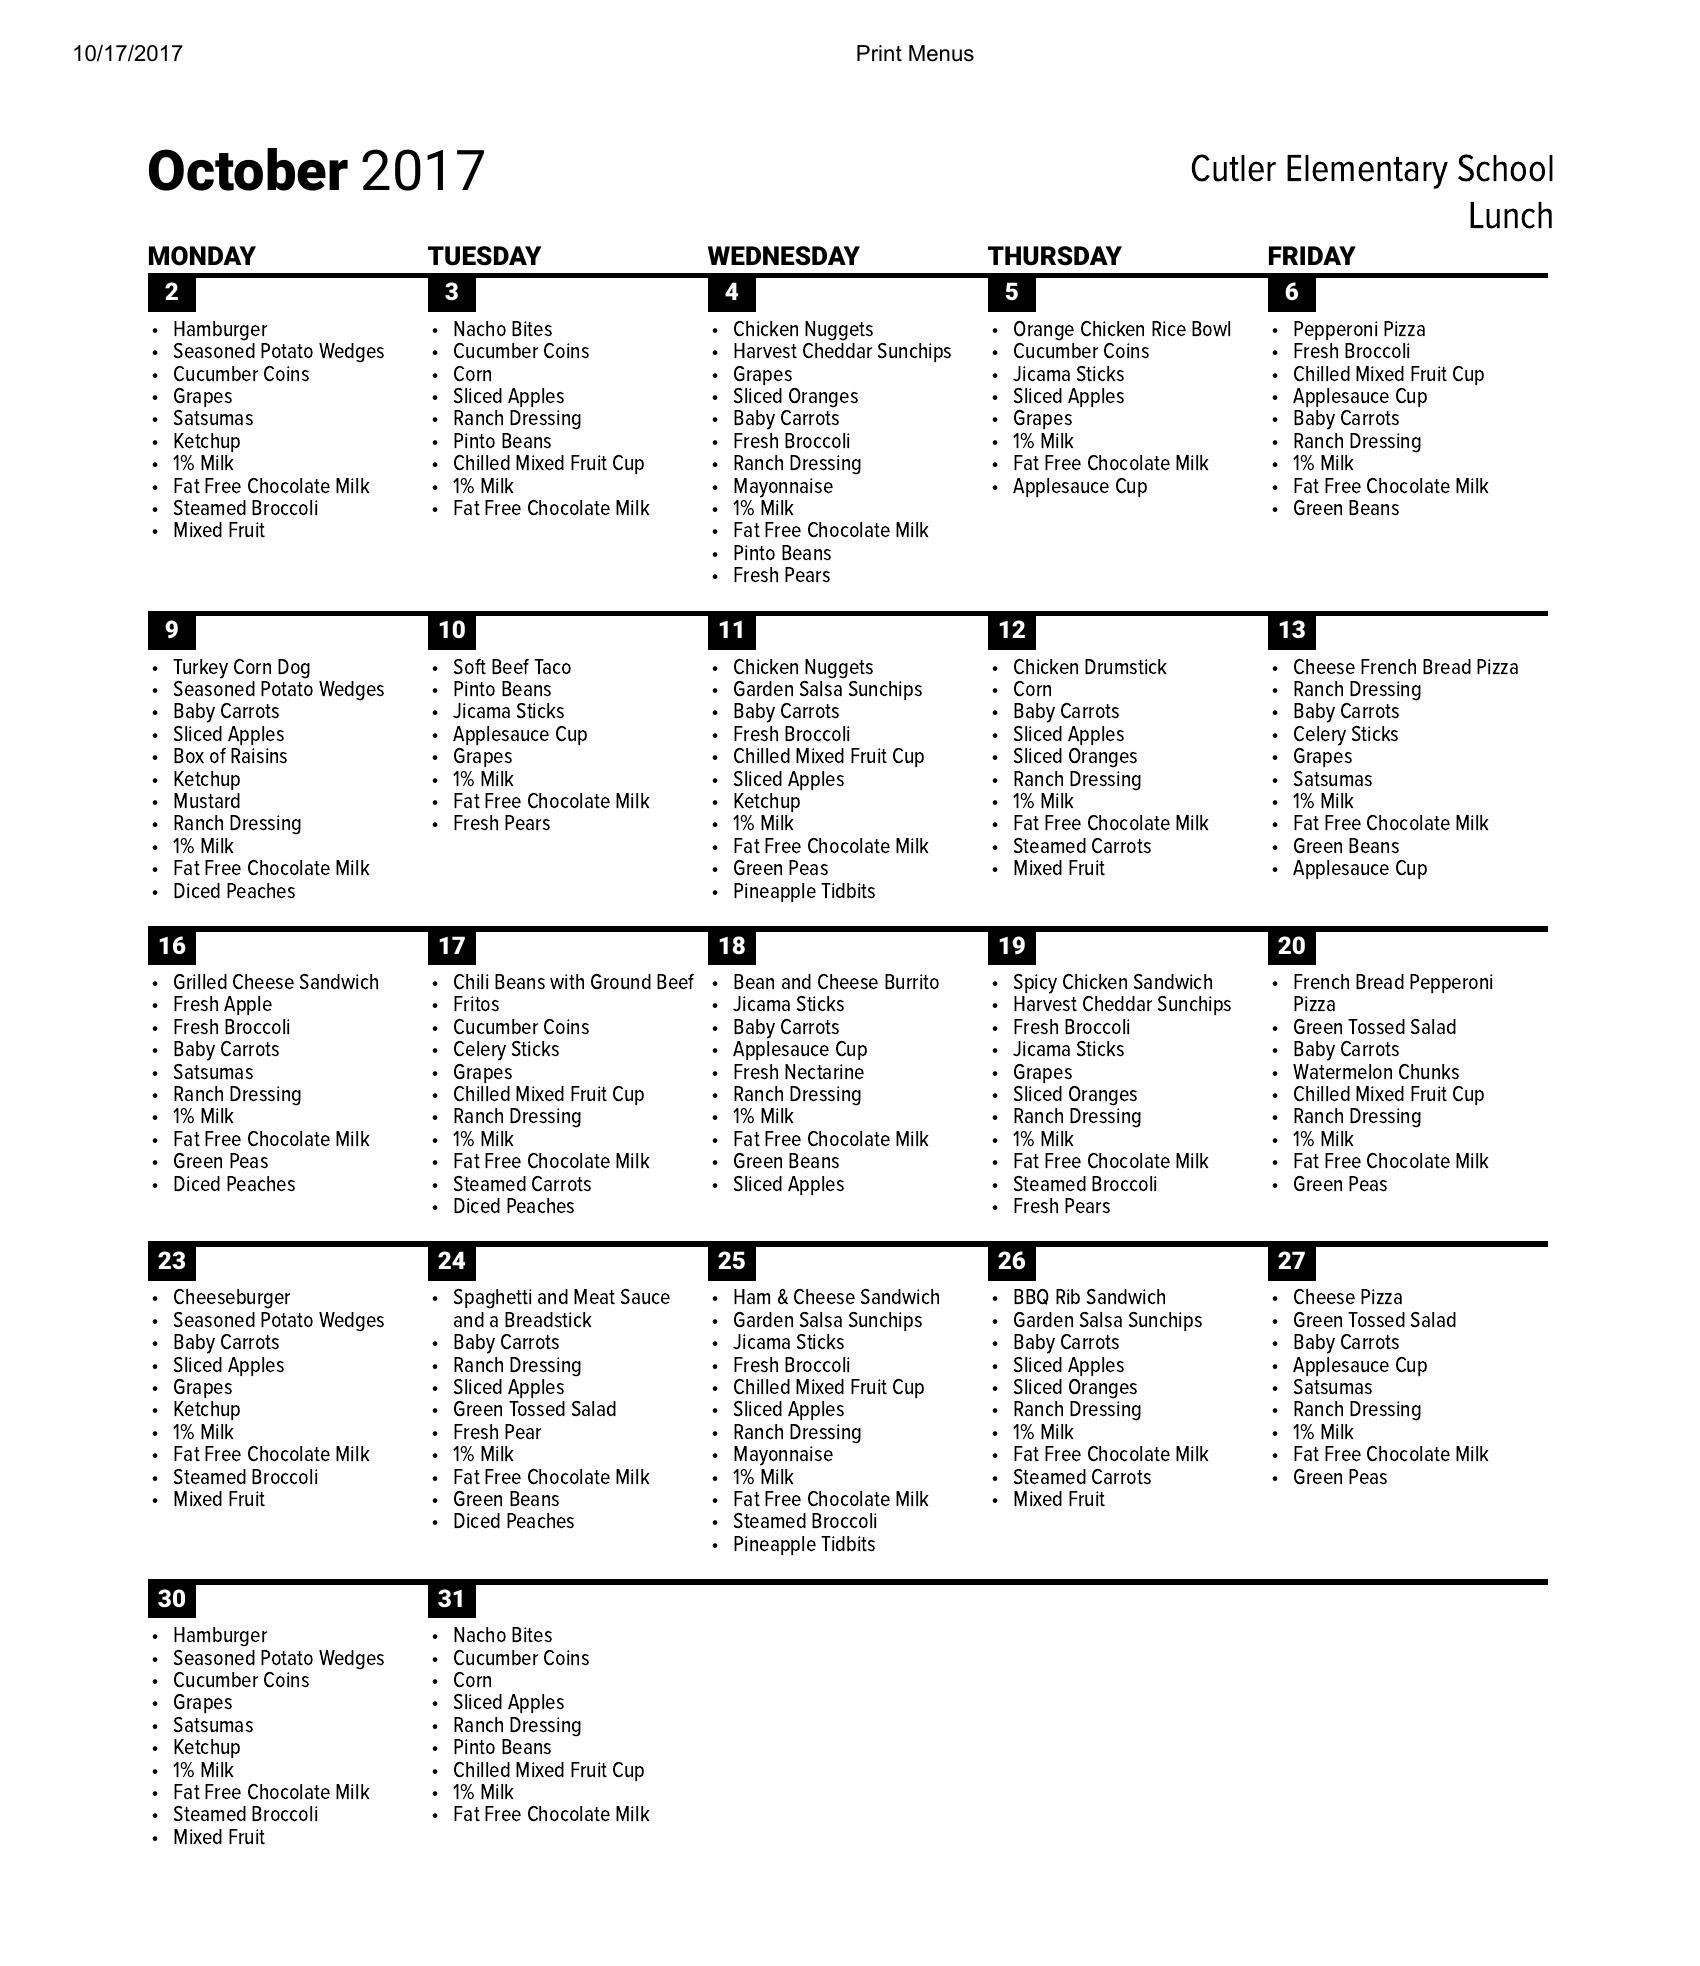 10/17/2017
Print Menus
October 2017
Cutler Elementary School
Lunch
MONDAY
TUESDAY
WEDNESDAY
THURSDAY
FRIDAY
2
• Hamburger
• Seasoned Potato Wedges
• Cucumber Coins
• Grapes
• Satsumas
• Ketchup
• 1% Milk
• Fat Free Chocolate Milk
• Steamed Broccoli
• Mixed Fruit
3
• Nacho Bites
• Cucumber Coins
• Corn
• Sliced Apples
• Ranch Dressing
• Pinto Beans
• Chilled Mixed Fruit Cup
• 1% Milk
• Fat Free Chocolate Milk
4
• Chicken Nuggets
• Harvest Cheddar Sunchips
• Grapes
• Sliced Oranges
• Baby Carrots
• Fresh Broccoli
• Ranch Dressing
• Mayonnaise
• 1% Milk
• Fat Free Chocolate Milk
• Pinto Beans
• Fresh Pears
5
• Orange Chicken Rice Bowl
• Cucumber Coins
• Jicama Sticks
• Sliced Apples
• Grapes
• 1% Milk
• Fat Free Chocolate Milk
• Applesauce Cup
6
• Pepperoni Pizza
• Fresh Broccoli
• Chilled Mixed Fruit Cup
• Applesauce Cup
• Baby Carrots
• Ranch Dressing
• 1% Milk
• Fat Free Chocolate Milk
• Green Beans
9
• Turkey Corn Dog
• Seasoned Potato Wedges
• Baby Carrots
• Sliced Apples
• Box of Raisins
• Ketchup
• Mustard
• Ranch Dressing
• 1% Milk
• Fat Free Chocolate Milk
• Diced Peaches
10
• Soft Beef Taco
• Pinto Beans
• Jicama Sticks
• Applesauce Cup
• Grapes
• 1% Milk
• Fat Free Chocolate Milk
• Fresh Pears
11
• Chicken Nuggets
• Garden Salsa Sunchips
• Baby Carrots
• Fresh Broccoli
• Chilled Mixed Fruit Cup
• Sliced Apples
• Ketchup
• 1% Milk
• Fat Free Chocolate Milk
• Green Peas
• Pineapple Tidbits
12
• Chicken Drumstick
• Corn
• Baby Carrots
• Sliced Apples
• Sliced Oranges
• Ranch Dressing
• 1% Milk
• Fat Free Chocolate Milk
• Steamed Carrots
• Mixed Fruit
13
• Cheese French Bread Pizza
• Ranch Dressing
• Baby Carrots
• Celery Sticks
• Grapes
• Satsumas
• 1% Milk
• Fat Free Chocolate Milk
• Green Beans
• Applesauce Cup
16
• Grilled Cheese Sandwich
• Fresh Apple
• Fresh Broccoli
• Baby Carrots
• Satsumas
• Ranch Dressing
• 1% Milk
• Fat Free Chocolate Milk
• Green Peas
• Diced Peaches
17
• Chili Beans with Ground Beef
• Fritos
• Cucumber Coins
• Celery Sticks
• Grapes
• Chilled Mixed Fruit Cup
• Ranch Dressing
• 1% Milk
• Fat Free Chocolate Milk
• Steamed Carrots
• Diced Peaches
18
• Bean and Cheese Burrito
• Jicama Sticks
• Baby Carrots
• Applesauce Cup
• Fresh Nectarine
• Ranch Dressing
• 1% Milk
• Fat Free Chocolate Milk
• Green Beans
• Sliced Apples
19
• Spicy Chicken Sandwich
• Harvest Cheddar Sunchips
• Fresh Broccoli
• Jicama Sticks
• Grapes
• Sliced Oranges
• Ranch Dressing
• 1% Milk
• Fat Free Chocolate Milk
• Steamed Broccoli
• Fresh Pears
20
• French Bread Pepperoni
Pizza
• Green Tossed Salad
• Baby Carrots
• Watermelon Chunks
• Chilled Mixed Fruit Cup
• Ranch Dressing
• 1% Milk
• Fat Free Chocolate Milk
• Green Peas
23
• Cheeseburger
• Seasoned Potato Wedges
• Baby Carrots
• Sliced Apples
• Grapes
• Ketchup
• 1% Milk
• Fat Free Chocolate Milk
• Steamed Broccoli
• Mixed Fruit
24
• Spaghetti and Meat Sauce
and a Breadstick
• Baby Carrots
• Ranch Dressing
• Sliced Apples
• Green Tossed Salad
• Fresh Pear
• 1% Milk
• Fat Free Chocolate Milk
• Green Beans
• Diced Peaches
25
• Ham & Cheese Sandwich
• Garden Salsa Sunchips
• Jicama Sticks
• Fresh Broccoli
• Chilled Mixed Fruit Cup
• Sliced Apples
• Ranch Dressing
• Mayonnaise
• 1% Milk
• Fat Free Chocolate Milk
• Steamed Broccoli
• Pineapple Tidbits
26
• BBQ Rib Sandwich
• Garden Salsa Sunchips
• Baby Carrots
• Sliced Apples
• Sliced Oranges
• Ranch Dressing
• 1% Milk
• Fat Free Chocolate Milk
• Steamed Carrots
• Mixed Fruit
27
• Cheese Pizza
• Green Tossed Salad
• Baby Carrots
• Applesauce Cup
• Satsumas
• Ranch Dressing
• 1% Milk
• Fat Free Chocolate Milk
• Green Peas
30
• Hamburger
• Seasoned Potato Wedges
• Cucumber Coins
• Grapes
• Satsumas
• Ketchup
• 1% Milk
• Fat Free Chocolate Milk
• Steamed Broccoli
• Mixed Fruit
31
• Nacho Bites
• Cucumber Coins
• Corn
• Sliced Apples
• Ranch Dressing
• Pinto Beans
• Chilled Mixed Fruit Cup
• 1% Milk
• Fat Free Chocolate Milk